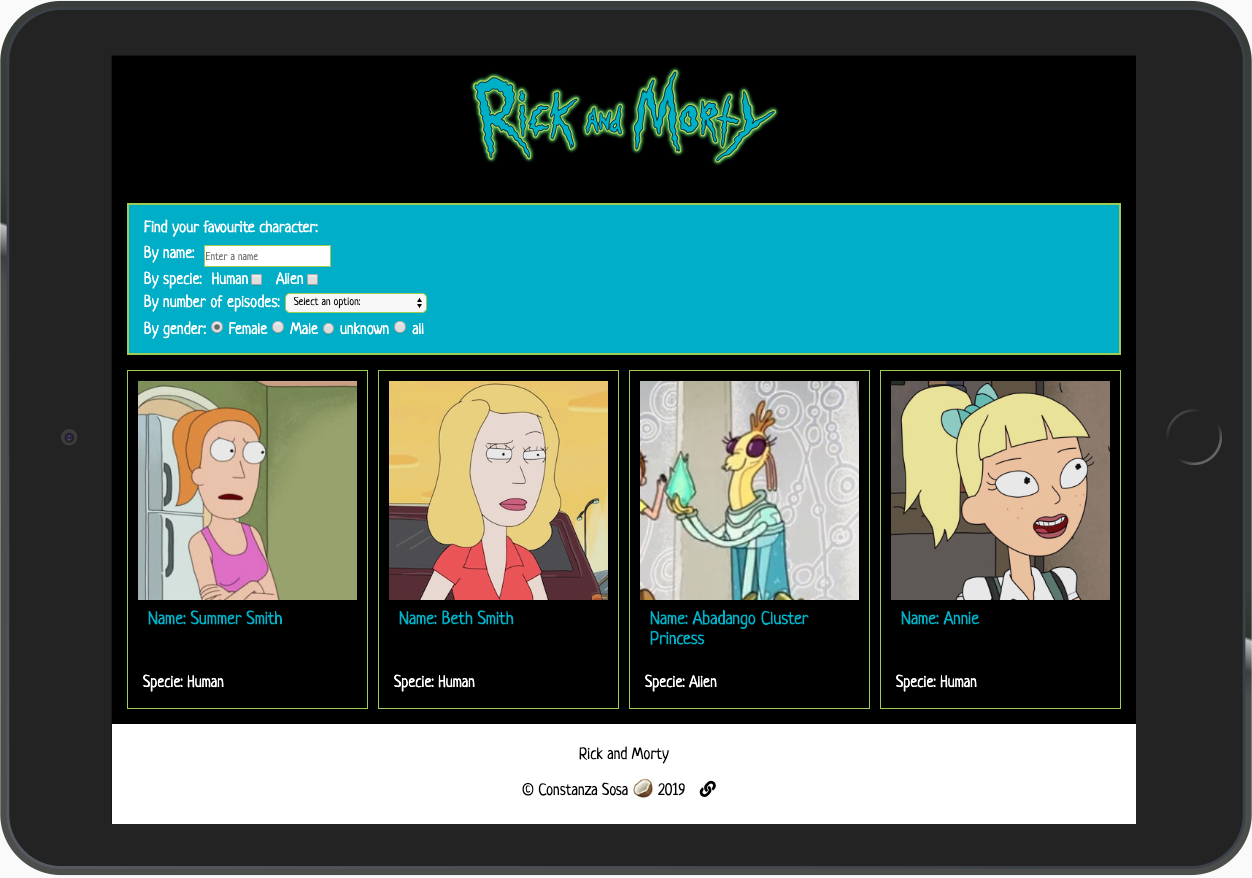 Rick and Morty
Find your favourite character:
By name: Enter a name
By specie: Human Alien
By number of episodes: Select an option:
By gender: Female Male unknown all
Name: Summer Smith
Specie: Human
Name: Beth Smith
Specie: Human
Name: Abadango Cluster
Princess
Specie: Alien
Name: Annie
Specie: Human
Rick and Morty
© Constanza Sosa 🥥 2019 🔗